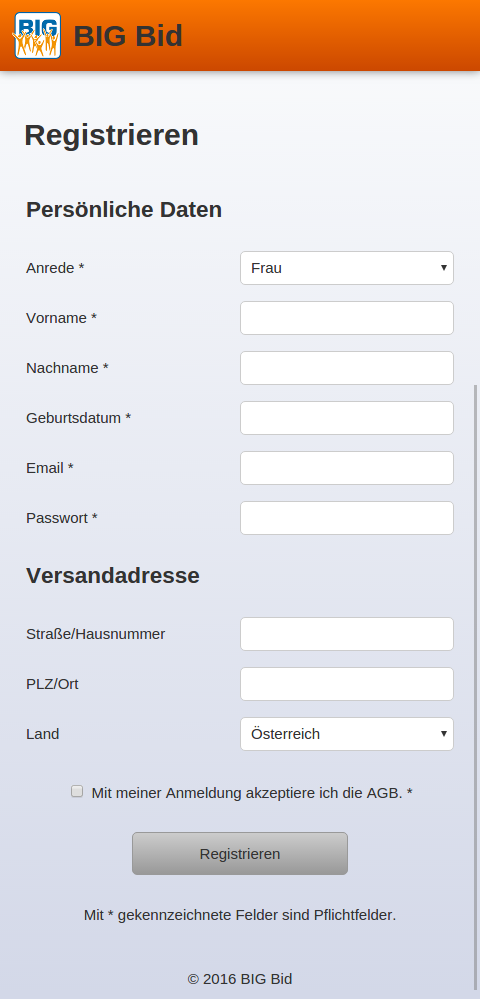 BIG
BIG Bid
Registrieren
Persönliche Daten
Anrede * Frau
Vorname *
Nachname *
Geburtsdatum *
Email *
Passwort *
Versandadresse
Straße/Hausnummer
PLZ/Ort
Land Österreich
Mit meiner Anmeldung akzeptiere ich die AGB. *
Registrieren
Mit * gekennzeichnete Felder sind Pflichtfelder.
© 2016 BIG Bid